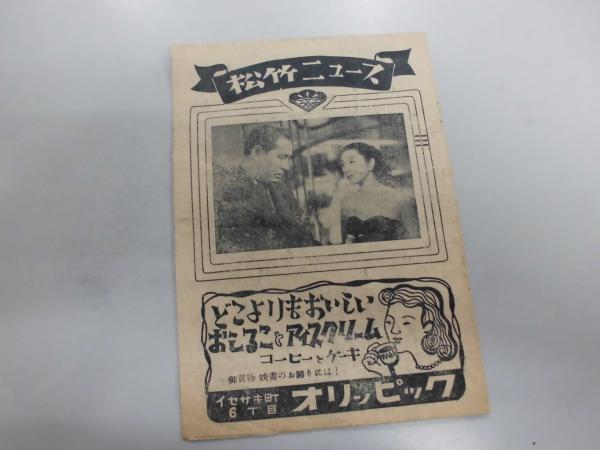 松竹ニュース
どこよりもおいしい
おしることアイスクリーム
コーヒーとケーキ
御買物 映畫のお歸りには!
イセザキ町
6丁目
オリンピック